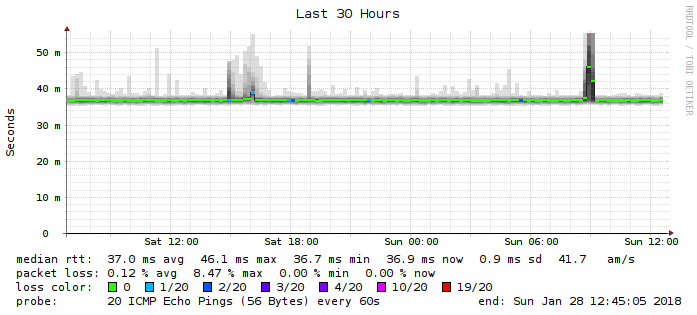 Last 30 Hours
RRDTOOL / TOBI OETIKER
Seconds
50 m
40 m
30 m
20 m
10 m
0
Sat 12:00 Sat 18:00 Sun 00:00 Sun 06:00 Sun 12:00
median rtt: 37.0 ms avg 46.1 ms max 36.7 ms min 36.9 ms now 0.9 ms sd 41.7 am/s
packet loss: 0.12 % avg 8.47 % max 0.00 % min 0.00 % now
loss color: 0 1/20 2/20 3/20 4/20 10/20 19/20
probe: 20 ICMP Echo Pings (56 Bytes) every 60s end: Sun Jan 28 12:45:05 2018